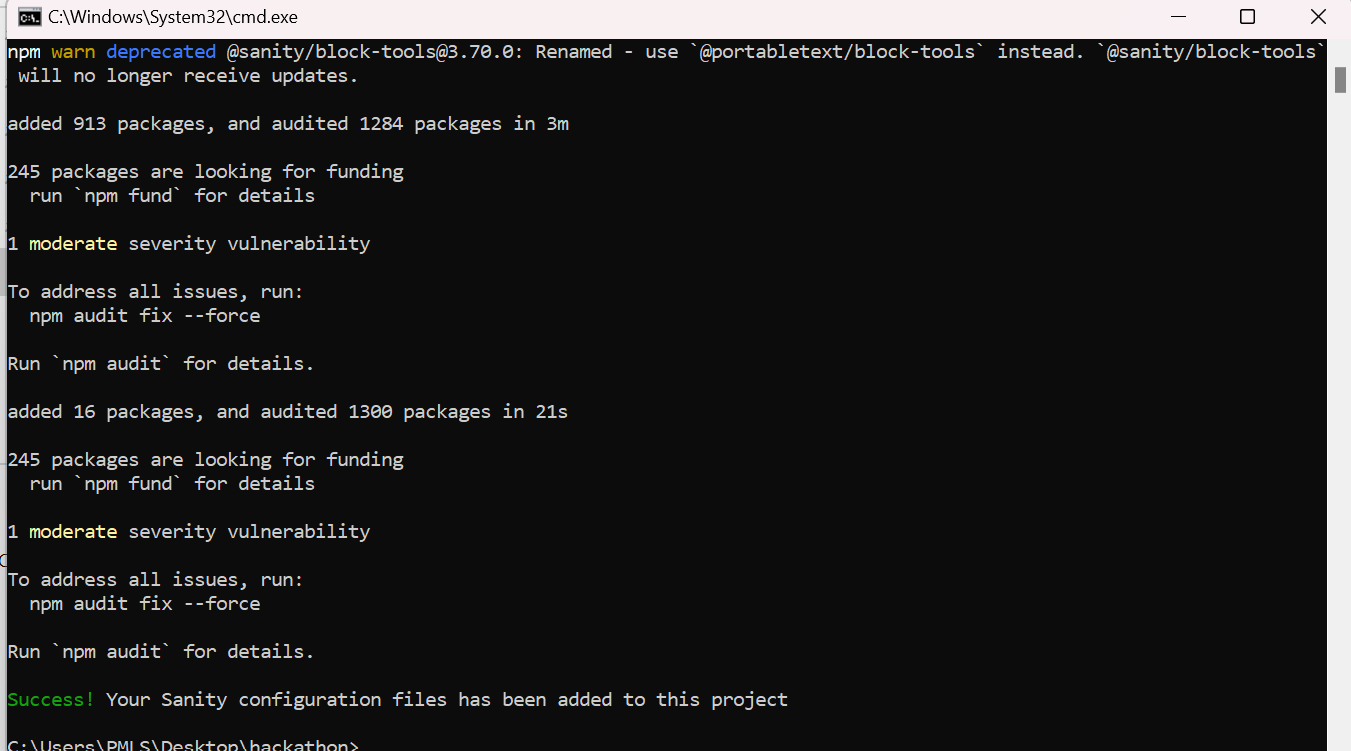 C:\Windows\System32\cmd.exe
npm warn deprecated @sanity/block-tools@3.70.0: Renamed - use `@portabletext/block-tools` instead. `@sanity/block-tools`
 will no longer receive updates.
added 913 packages, and audited 1284 packages in 3m
245 packages are looking for funding
  run `npm fund` for details
1 moderate severity vulnerability
To address all issues, run:
  npm audit fix --force
Run `npm audit` for details.
added 16 packages, and audited 1300 packages in 21s
245 packages are looking for funding
  run `npm fund` for details
1 moderate severity vulnerability
To address all issues, run:
  npm audit fix --force
Run `npm audit` for details.
Success! Your Sanity configuration files has been added to this project
C:\Users\PMLS\Desktop\hackathon>